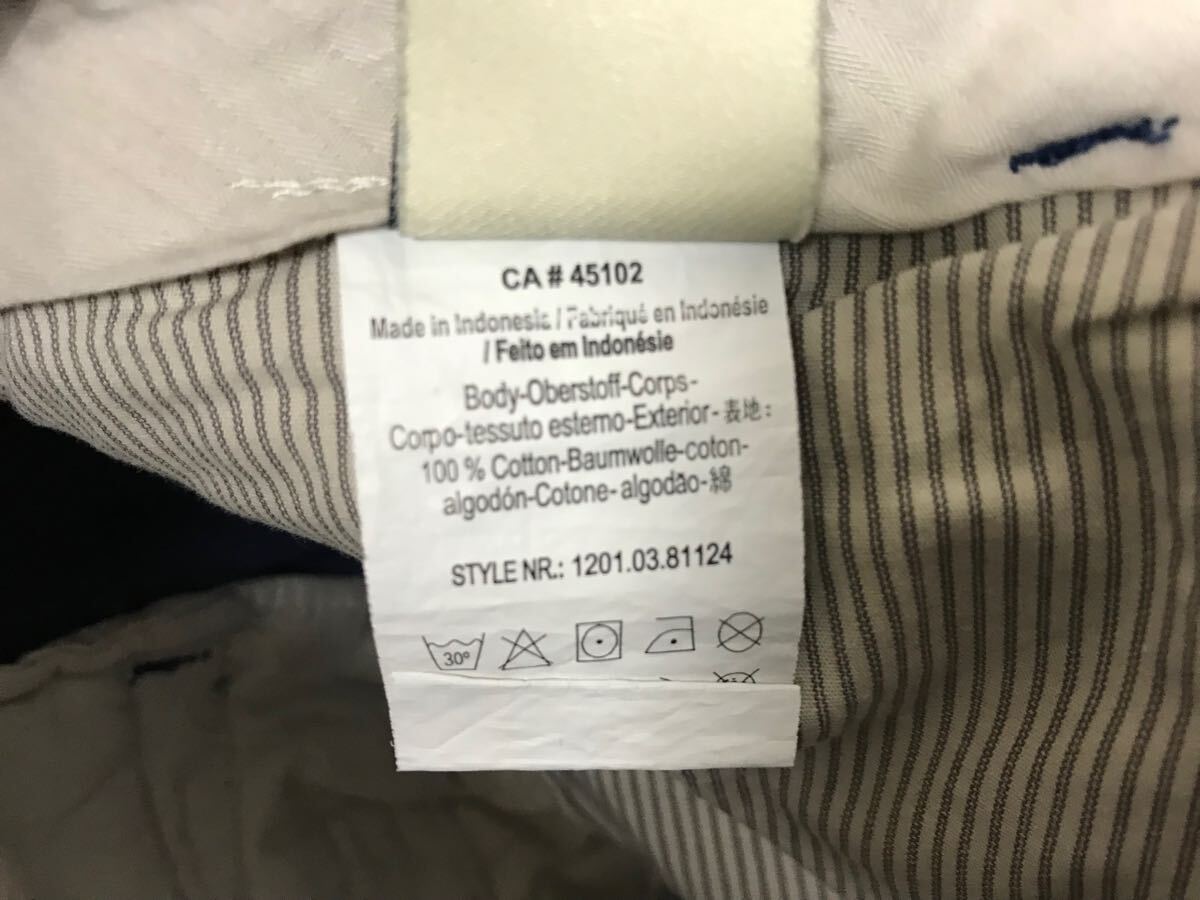 CA # 45102
Made in Indonesia / Fabriqué en Indonésie
/ Feito em Indonésie
Body-Oberstoff-Corps-
Corpo-tessuto esterno-Exterior-表地:
100 % Cotton-Baumwolle-coton-
algodón-Cotone- algodão-綿
STYLE NR.: 1201.03.81124
30°